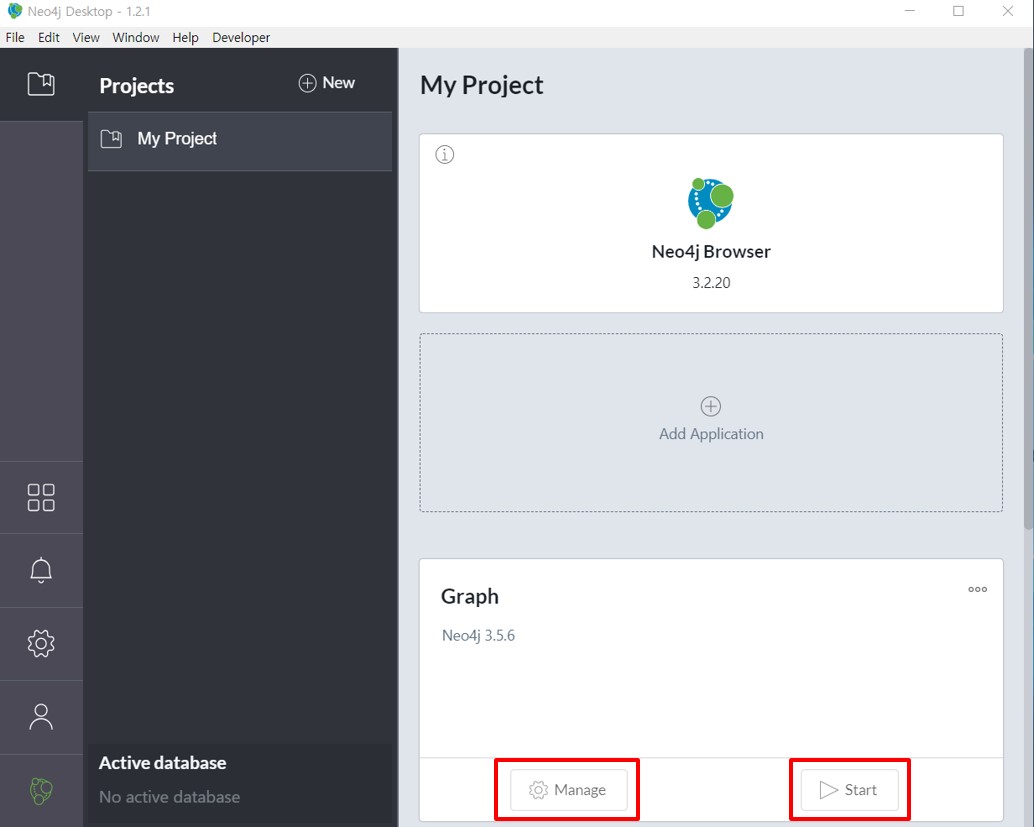 Neo4j Desktop - 1.2.1
File Edit View Window Help Developer
Projects
New
My Project
Active database
No active database
My Project
Neo4j Browser
3.2.20
Add Application
Graph
Neo4j 3.5.6
Manage
Start